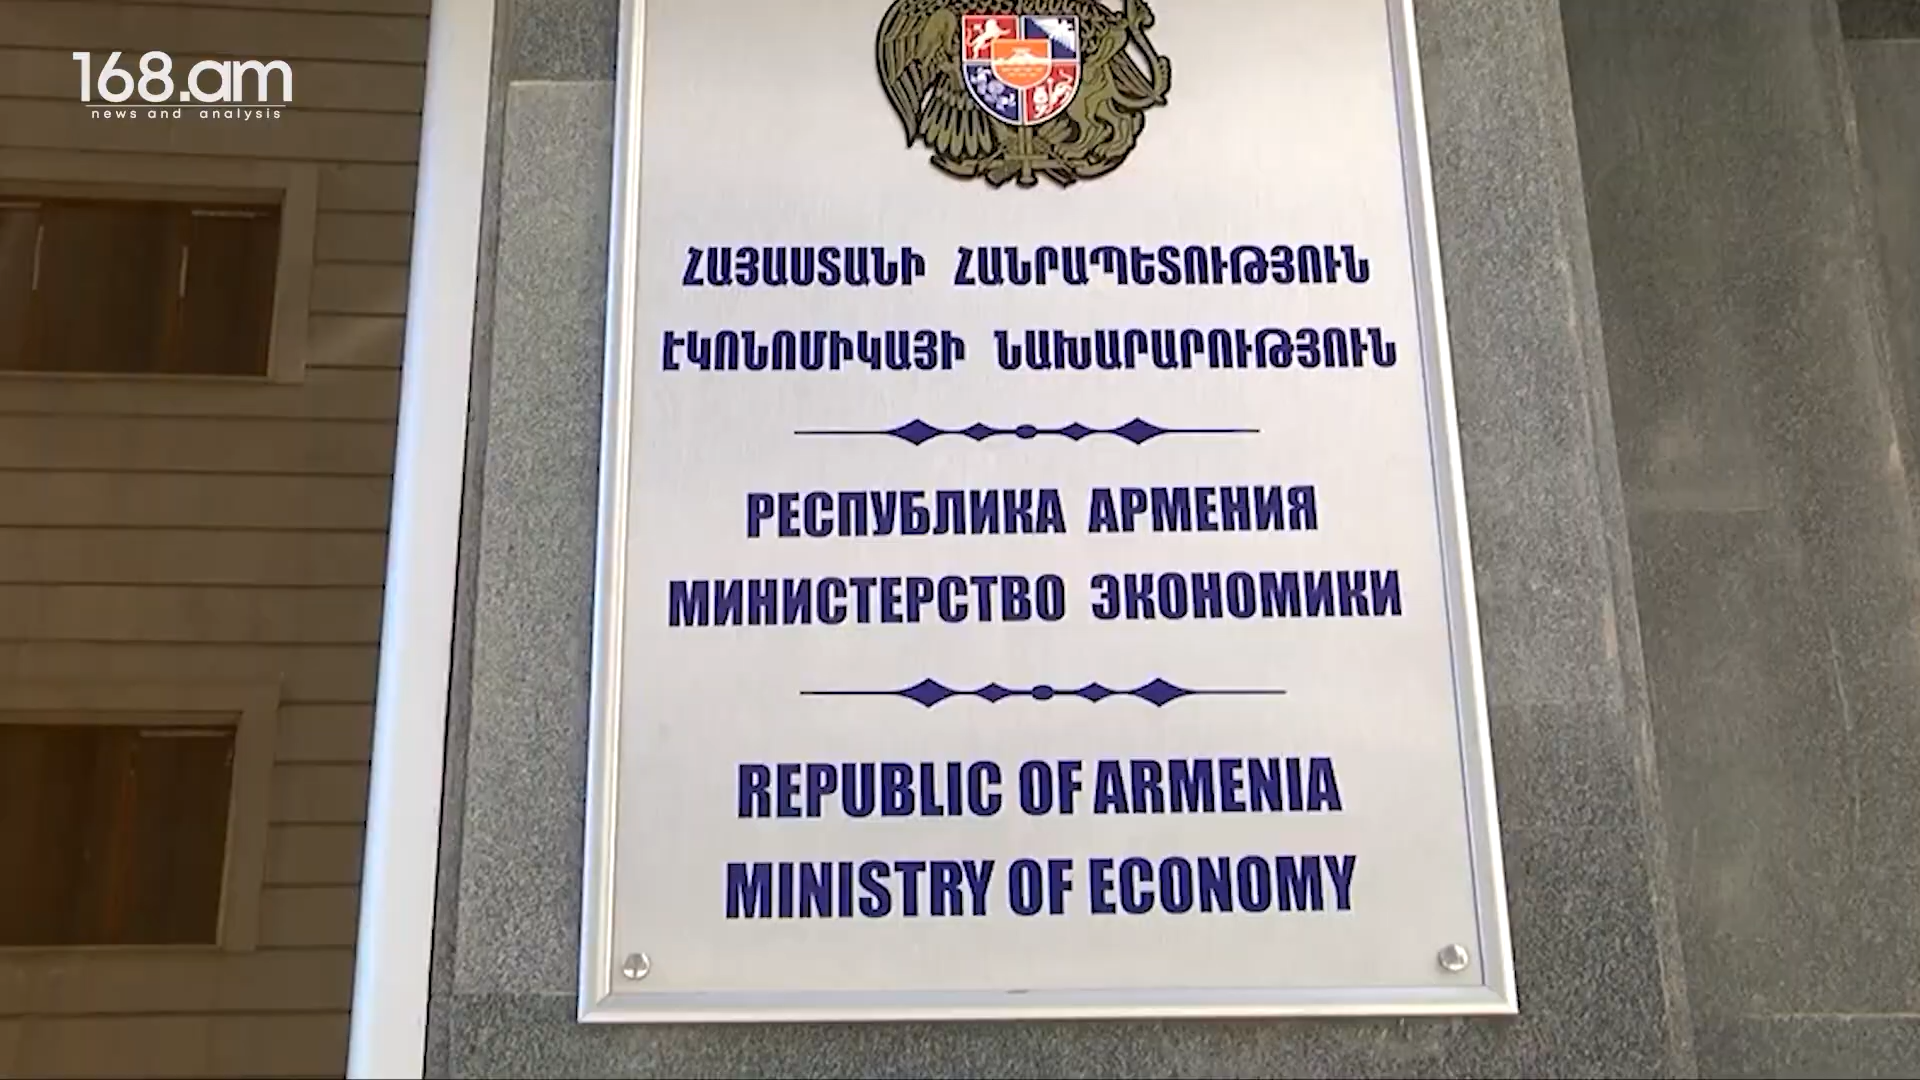 168.am
news and analysis
ՀԱՅԱՍՏԱՆԻ ՀԱՆՐԱՊԵՏՈՒԹՅՈՒՆ
ԷԿՈՆՈՄԻԿԱՅԻ ՆԱԽԱՐԱՐՈՒԹՅՈՒՆ
РЕСПУБЛИКА АРМЕНИЯ
МИНИСТЕРСТВО ЭКОНОМИКИ
REPUBLIC OF ARMENIA
MINISTRY OF ECONOMY